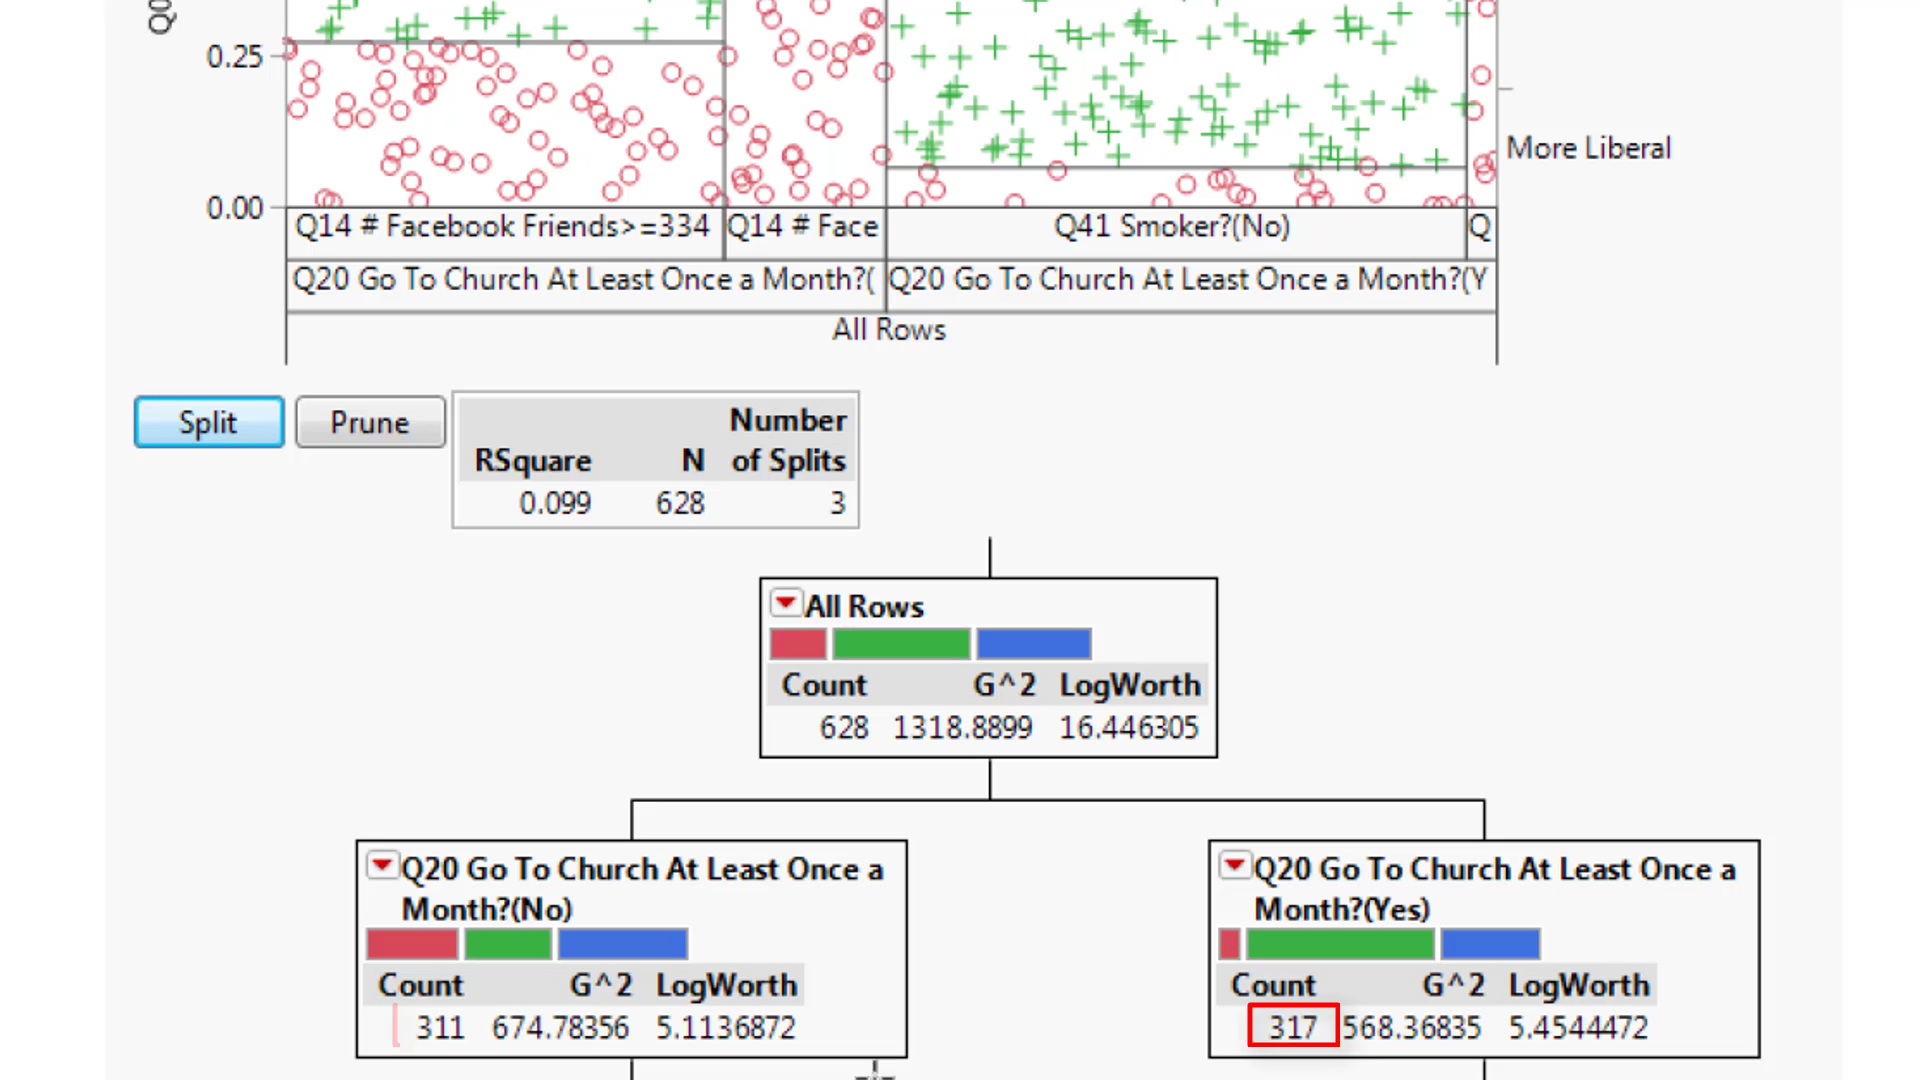 Q0
0.25
More Liberal
0.00
Q14 # Facebook Friends>=334 Q14 # Face Q41 Smoker?(No) Q
Q20 Go To Church At Least Once a Month?( Q20 Go To Church At Least Once a Month?(Y
All Rows
Split Prune
Number
RSquare N of Splits
0.099 628 3
All Rows
Count G^2 LogWorth
628 1318.8899 16.446305
Q20 Go To Church At Least Once a
Month?(No)
Count G^2 LogWorth
311 674.78356 5.1136872
Q20 Go To Church At Least Once a
Month?(Yes)
Count G^2 LogWorth
317 568.36835 5.4544472